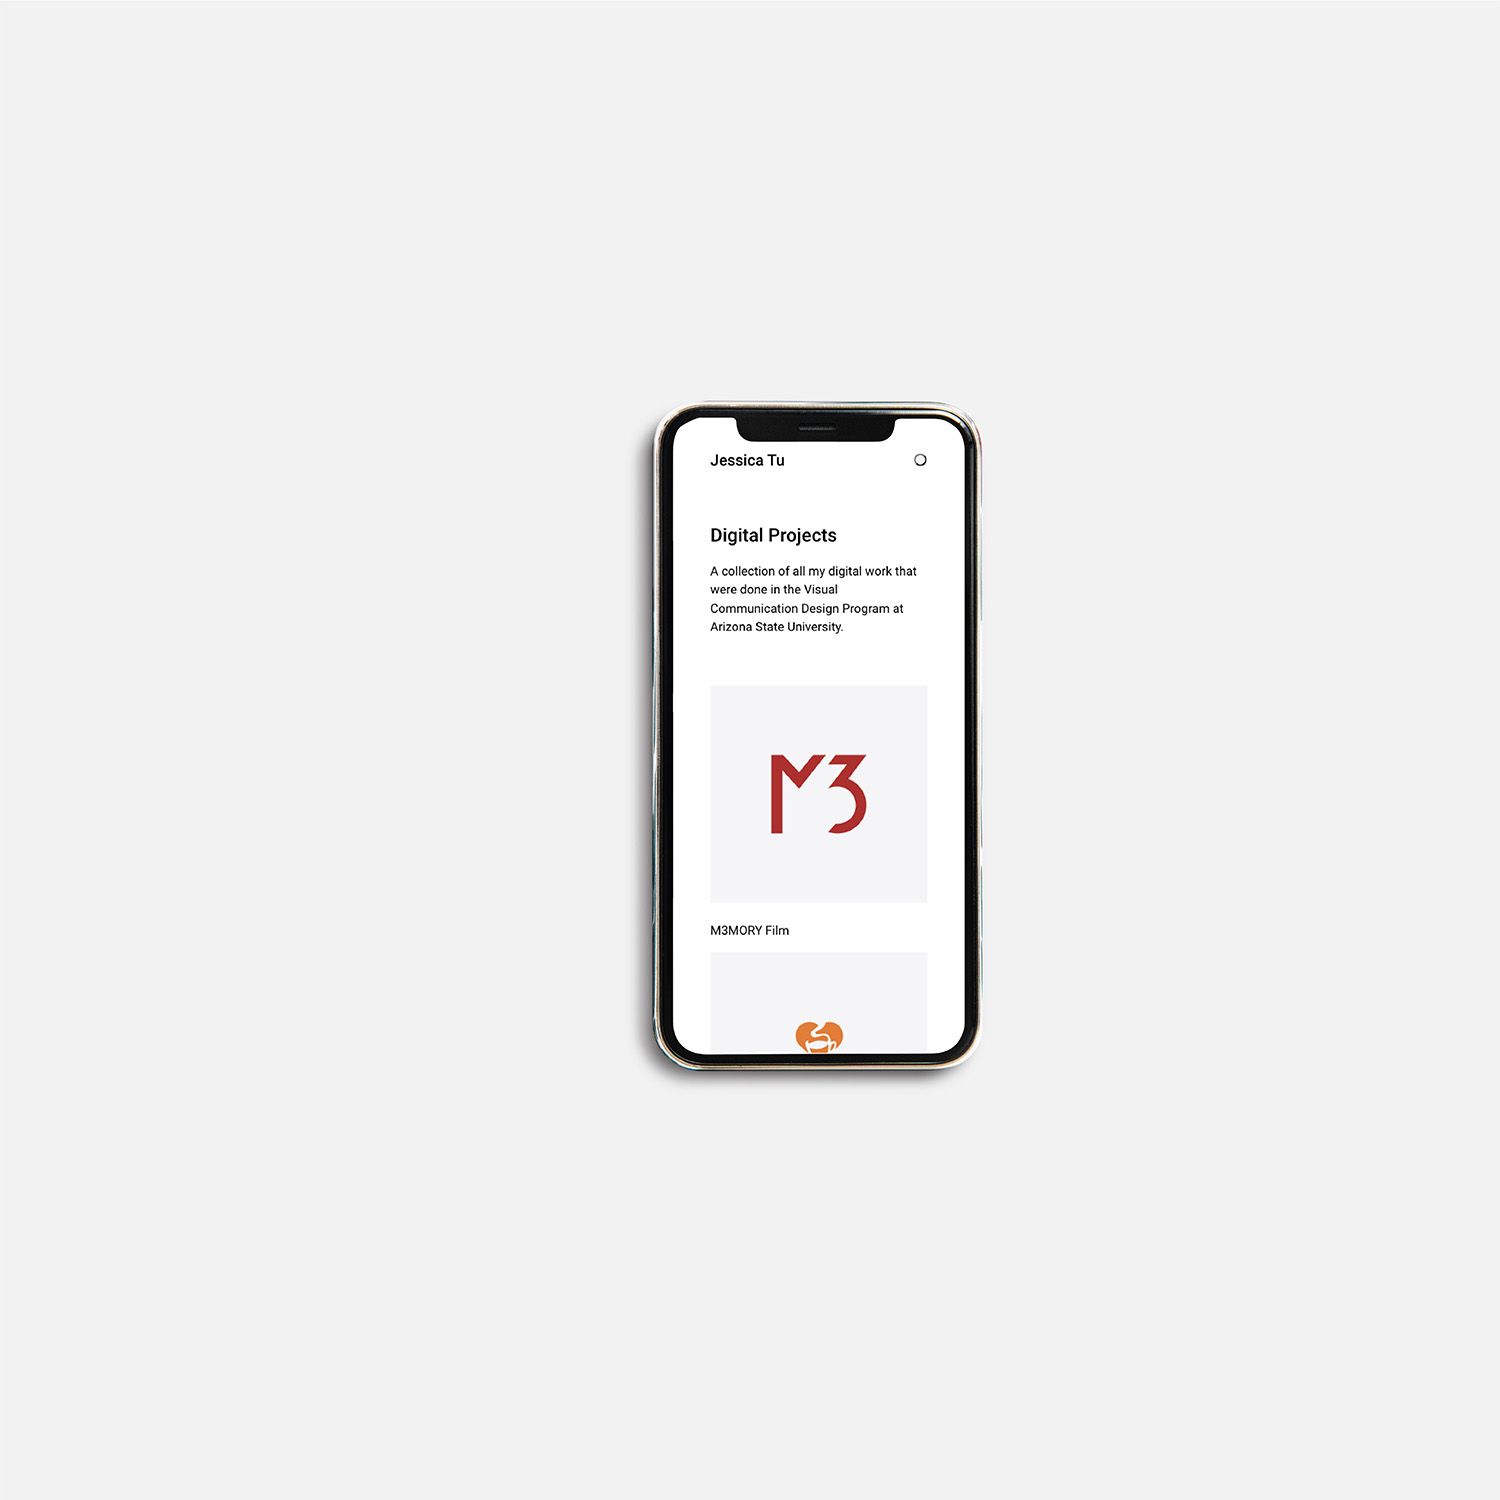 Jessica Tu
Digital Projects
A collection of all my digital work that
were done in the Visual
Communication Design Program at
Arizona State University.
M3
M3MORY Film